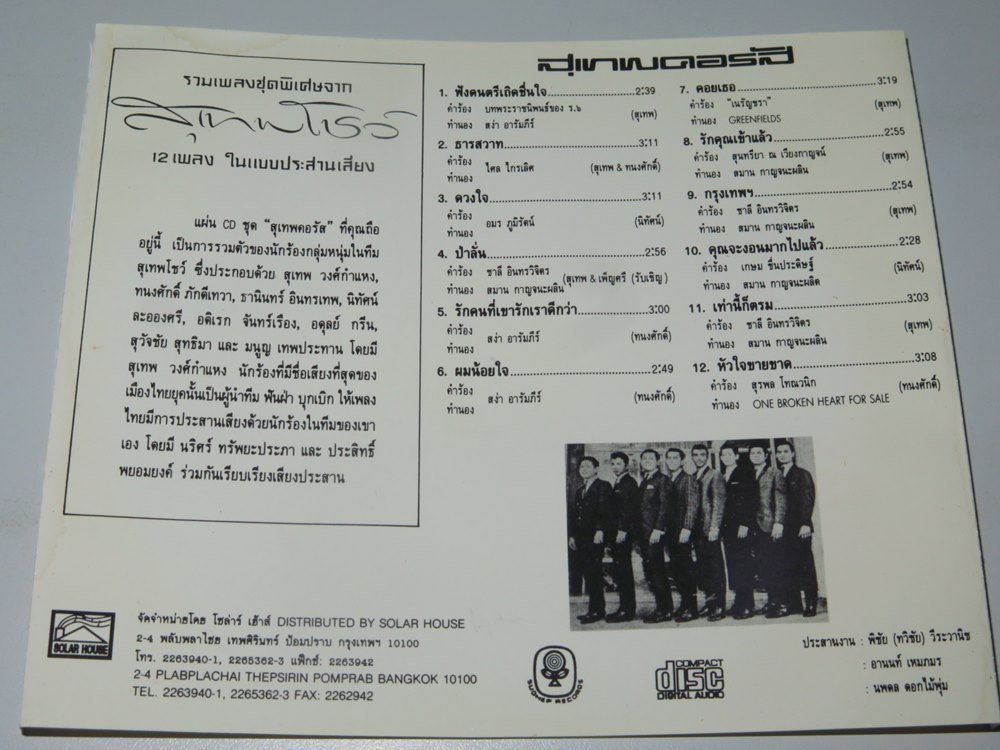 รวมเพลงชุดพิเศษจาก
สุเทพโชว์
12 เพลง ในแบบประสานเสียง
แผ่น CD ชุด "สุเทพคอรัส" ที่คุณถือ
อยู่นี้ เป็นการรวมตัวของนักร้องกลุ่มหนุ่มในทีม
สุเทพโชว์ ซึ่งประกอบด้วย สุเทพ วงศ์กำแหง,
ทนงศักดิ์ ภักดีเทวา, ธานินทร์ อินทรเทพ, นิทัศน์
ละอองศรี, อดิเรก จันทร์เรือง, อดุลย์ กรีน,
สุวัจชัย สุทธิมา และ มนูญ เทพประทาน โดยมี
สุเทพ วงศ์กำแหง นักร้องที่มีชื่อเสียงที่สุดของ
เมืองไทยยุคนั้นเป็นผู้นำทีม ฟันฝ่า บุกเบิก ให้เพลง
ไทยมีการประสานเสียงด้วยนักร้องในทีมของเขา
เอง โดยมี นริศร์ ทรัพยะประภา และ ประสิทธิ์
พยอมยงค์ ร่วมกันเรียบเรียงเสียงประสาน
สุเทพคอรัส
1. ฟังดนตรีเถิดชื่นใจ 2:39
คำร้อง บทพระราชนิพนธ์ของ ร.๖ (สุเทพ)
ทำนอง สง่า อารัมภีร์
2. ธารสวาท 3:11
คำร้อง
ทำนอง ไศล ไกรเลิศ (สุเทพ & ทนงศักดิ์)
3. ดวงใจ 3:11
คำร้อง
ทำนอง อมร ภูมิรัตน์ (นิทัศน์)
4. ป่าลั่น 2:56
คำร้อง ชาลี อินทรวิจิตร (สุเทพ & เพ็ญศรี (รับเชิญ)
ทำนอง สมาน กาญจนะผลิน
5. รักคนที่เขารักเราดีกว่า 3:00
คำร้อง
ทำนอง สง่า อารัมภีร์ (ทนงศักดิ์)
6. ผมน้อยใจ 2:49
คำร้อง
ทำนอง สง่า อารัมภีร์ (ทนงศักดิ์)
7. คอยเธอ 3:19
คำร้อง "เนรัญชรา" (สุเทพ)
ทำนอง GREENFIELDS
8. รักคุณเข้าแล้ว 2:55
คำร้อง สุนทรียา ณ เวียงกาญจน์ (สุเทพ)
ทำนอง สมาน กาญจนะผลิน
9. กรุงเทพฯ 2:54
คำร้อง ชาลี อินทรวิจิตร (สุเทพ)
ทำนอง สมาน กาญจนะผลิน
10. คุณจะงอนมากไปแล้ว 2:28
คำร้อง เกษม ชื่นประดิษฐ์ (นิทัศน์)
ทำนอง สมาน กาญจนะผลิต
11. เท่านี้ก็ตรม 3:03
คำร้อง ชาลี อินทรวิจิตร (สุเทพ)
ทำนอง สมาน กาญจนะผลิน
12. หัวใจขายขาด 3:08
คำร้อง สุรพล โทณวนิก (ทนงศักดิ์)
ทำนอง ONE BROKEN HEART FOR SALE
SOLAR HOUSE
จัดจำหน่ายโดย โซล่าร์ เฮ้าส์ DISTRIBUTED BY SOLAR HOUSE
2-4 พลับพลาไชย เทพศิรินทร์ ป้อมปราบ กรุงเทพฯ 10100
โทร. 2263940-1, 2265362-3 แฟ็กซ์: 2263942
2-4 PLABPLACHAI THEPSIRIN POMPRAB BANGKOK 10100
TEL. 2263940-1, 2265362-3 FAX: 2262942
SUTHEP RECORDS
COMPACT
disc
DIGITAL AUDIO
ประสานงาน : พิชัย (ทวิชัย) วีระวานิช
: อานนท์ เหมภมร
: นพดล ดอกไม้พุ่ม